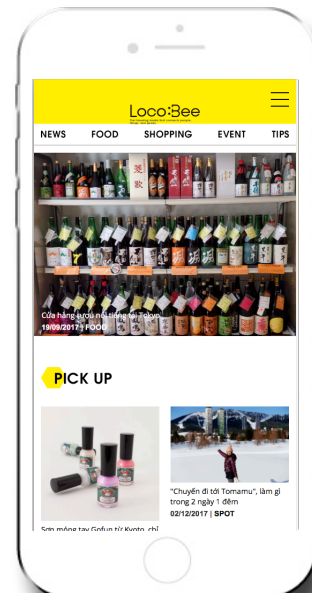 Loco:Bee
NEWS FOOD SHOPPING EVENT TIPS
Cửa hàng rượu nổi tiếng tại Tokyo
19/09/2017 | FOOD
PICK UP
"Chuyến đi tới Tomamu", làm gì
trong 2 ngày 1 đêm
02/12/2017 | SPOT
Sơn móng tay Gofun từ Kyoto, chỉ